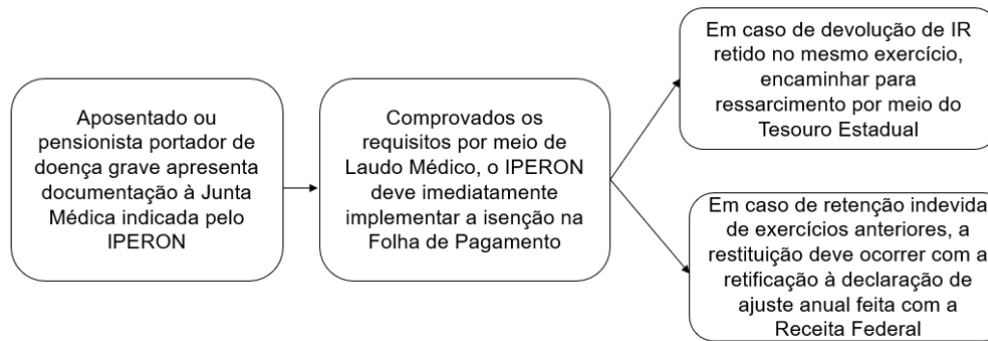 Aposentado ou
pensionista portador de
doença grave apresenta
documentação à Junta
Médica indicada pelo
IPERON
Comprovados os
requisitos por meio de
Laudo Médico, o IPERON
deve imediatamente
implementar a isenção na
Folha de Pagamento
Em caso de devolução de IR
retido no mesmo exercício,
encaminhar para
ressarcimento por meio do
Tesouro Estadual
Em caso de retenção indevida
de exercícios anteriores, a
restituição deve ocorrer com a
retificação à declaração de
ajuste anual feita com a
Receita Federal